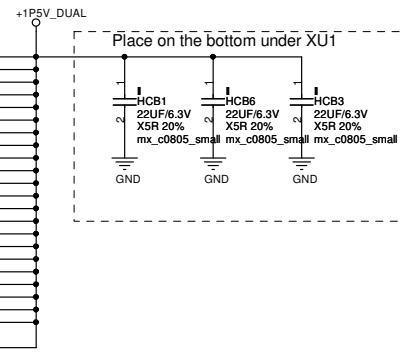 +1P5V_DUAL
Place on the bottom under XU1
1 1 1
HCB1 HCB6 HCB3
22UF/6.3V 22UF/6.3V 22UF/6.3V
X5R 20% X5R 20% X5R 20%
2 2 2
mx_c0805_small mx_c0805_small mx_c0805_small
GND GND GND